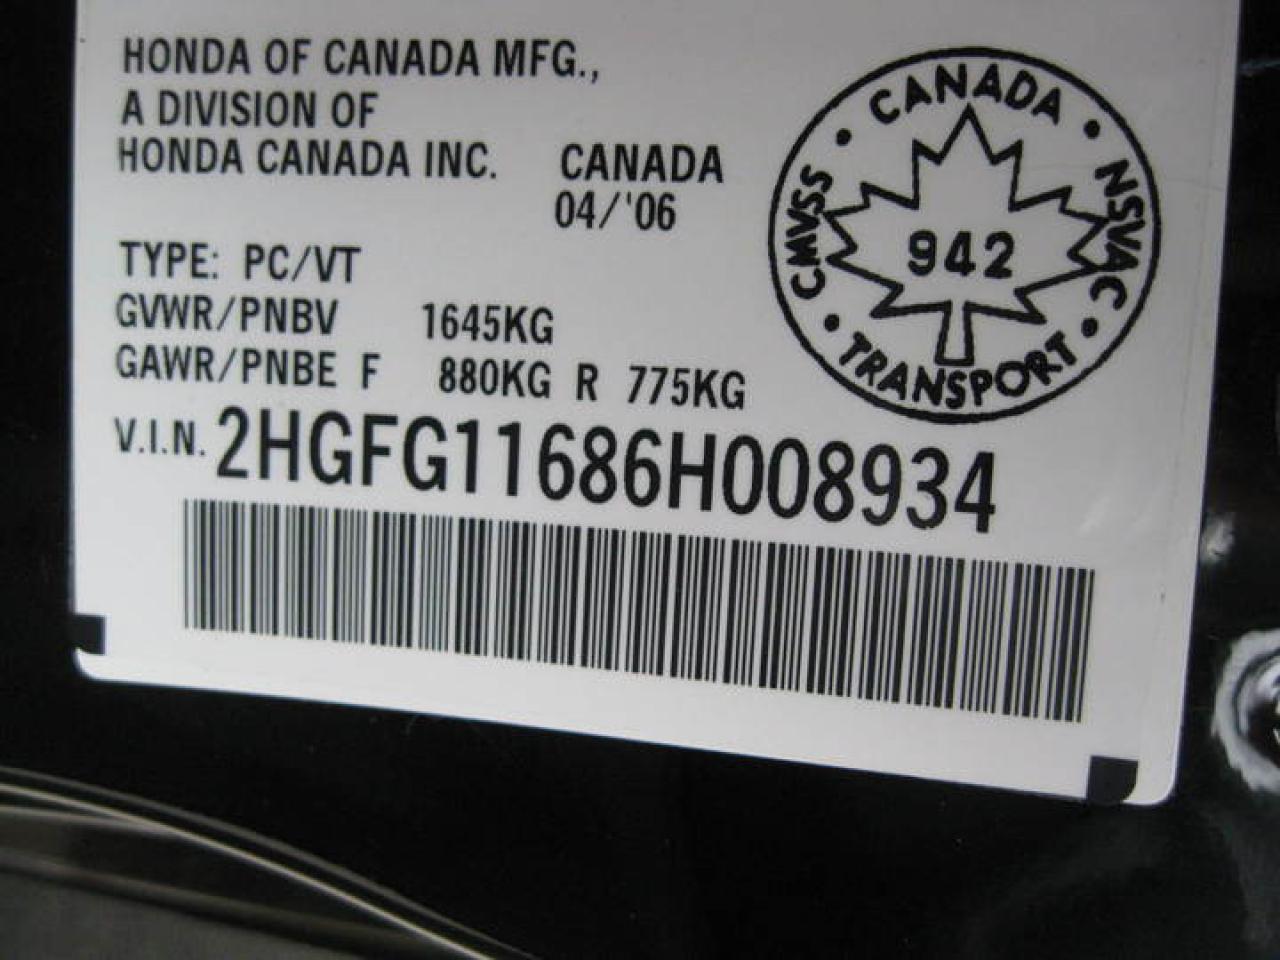 HONDA OF CANADA MFG.,
A DIVISION OF
HONDA CANADA INC. CANADA
04/'06
TYPE: PC/VT
GVWR/PNBV 1645KG
GAWR/PNBE F 880KG R 775KG
V.I.N. 2HGFG11686H008934
CANADA
CMVSS
NSVAC
942
TRANSPORT